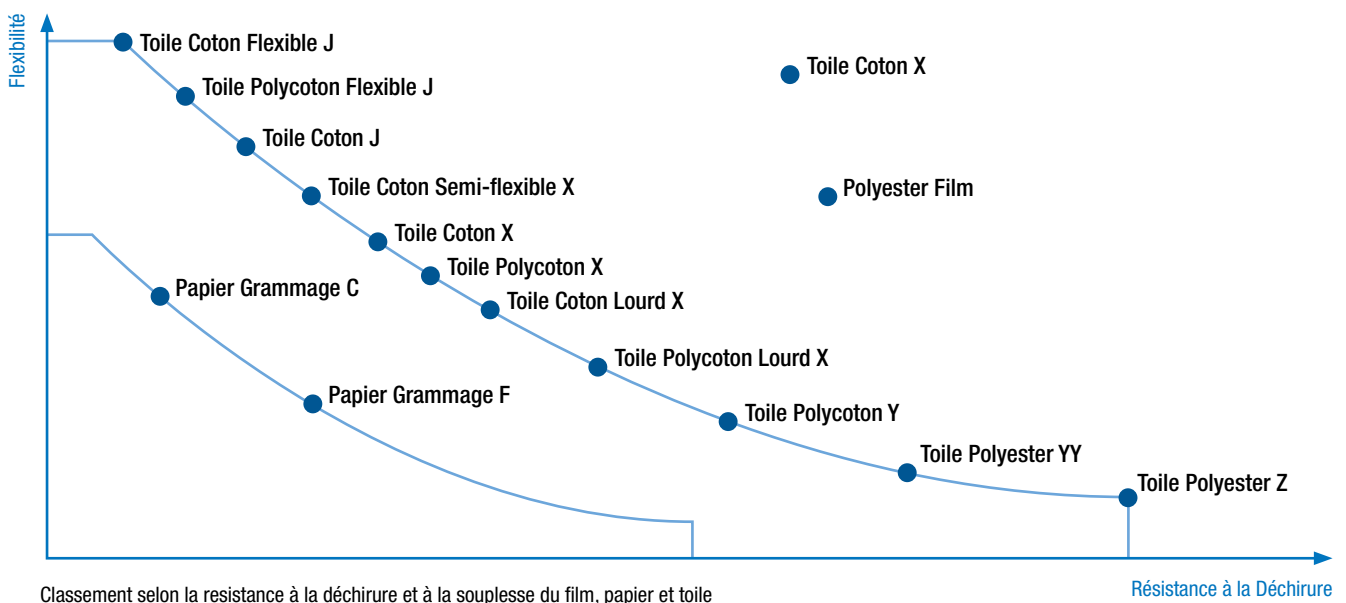 Flexibilité
Toile Coton Flexible J
Toile Coton X
Toile Polycoton Flexible J
Toile Coton J
Toile Coton Semi-flexible X
Polyester Film
Toile Coton X
Toile Polycoton X
Papier Grammage C
Toile Coton Lourd X
Toile Polycoton Lourd X
Papier Grammage F
Toile Polycoton Y
Toile Polyester YY
Toile Polyester Z
Résistance à la Déchirure
Classement selon la resistance à la déchirure et à la souplesse du film, papier et toile